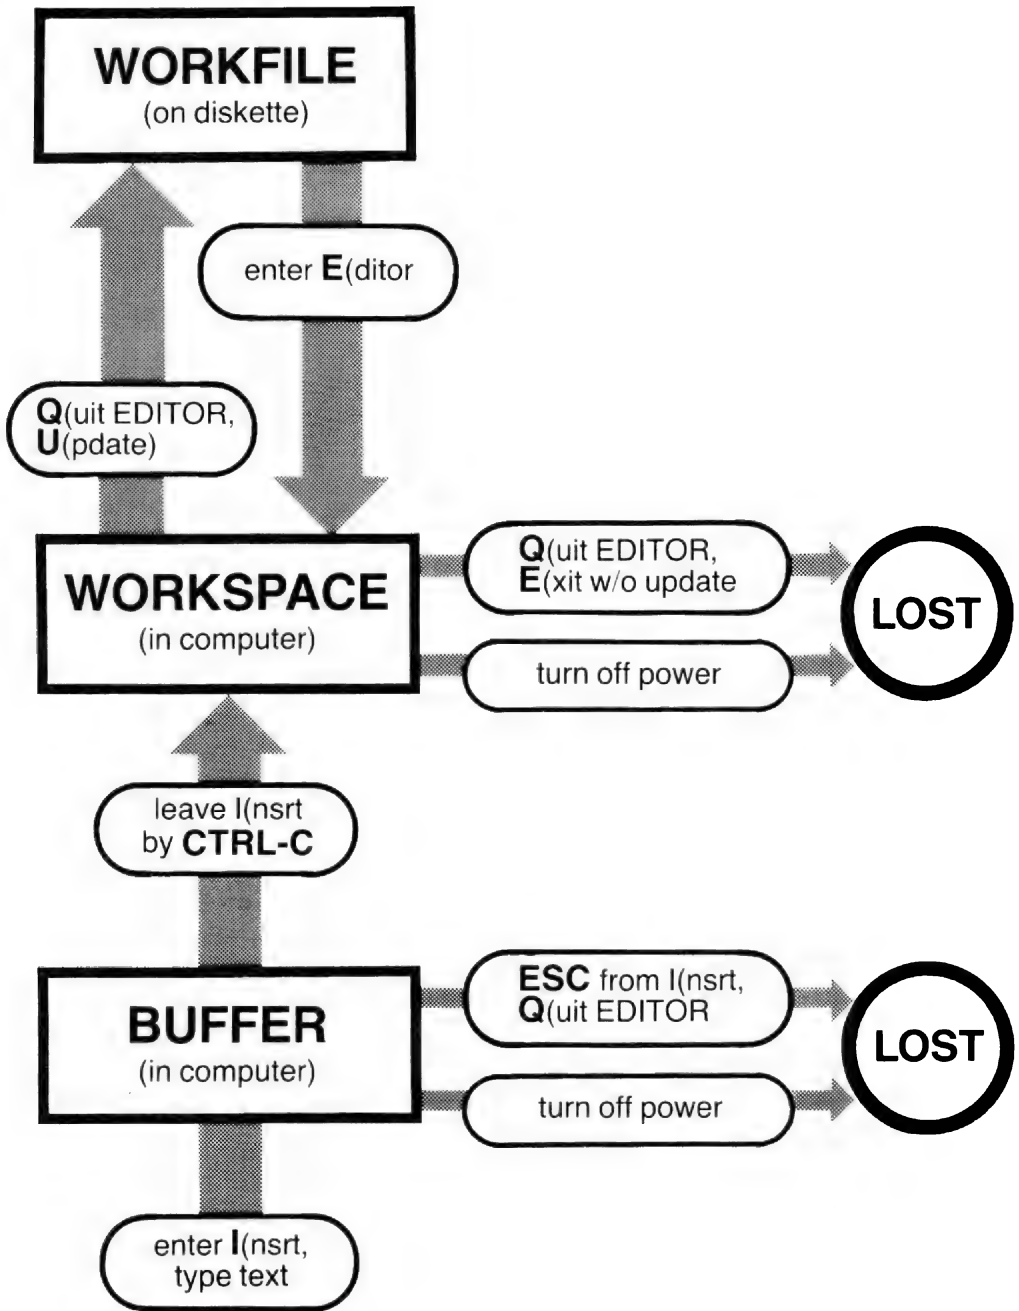 WORKFILE
(on diskette)
enter E(ditor
Q(uit EDITOR,
U(pdate)
WORKSPACE
(in computer)
Q(uit EDITOR,
E(xit w/o update
turn off power
LOST
leave I(nsrt
by CTRL-C
BUFFER
(in computer)
ESC from I(nsrt,
Q(uit EDITOR
turn off power
LOST
enter I(nsrt,
type text